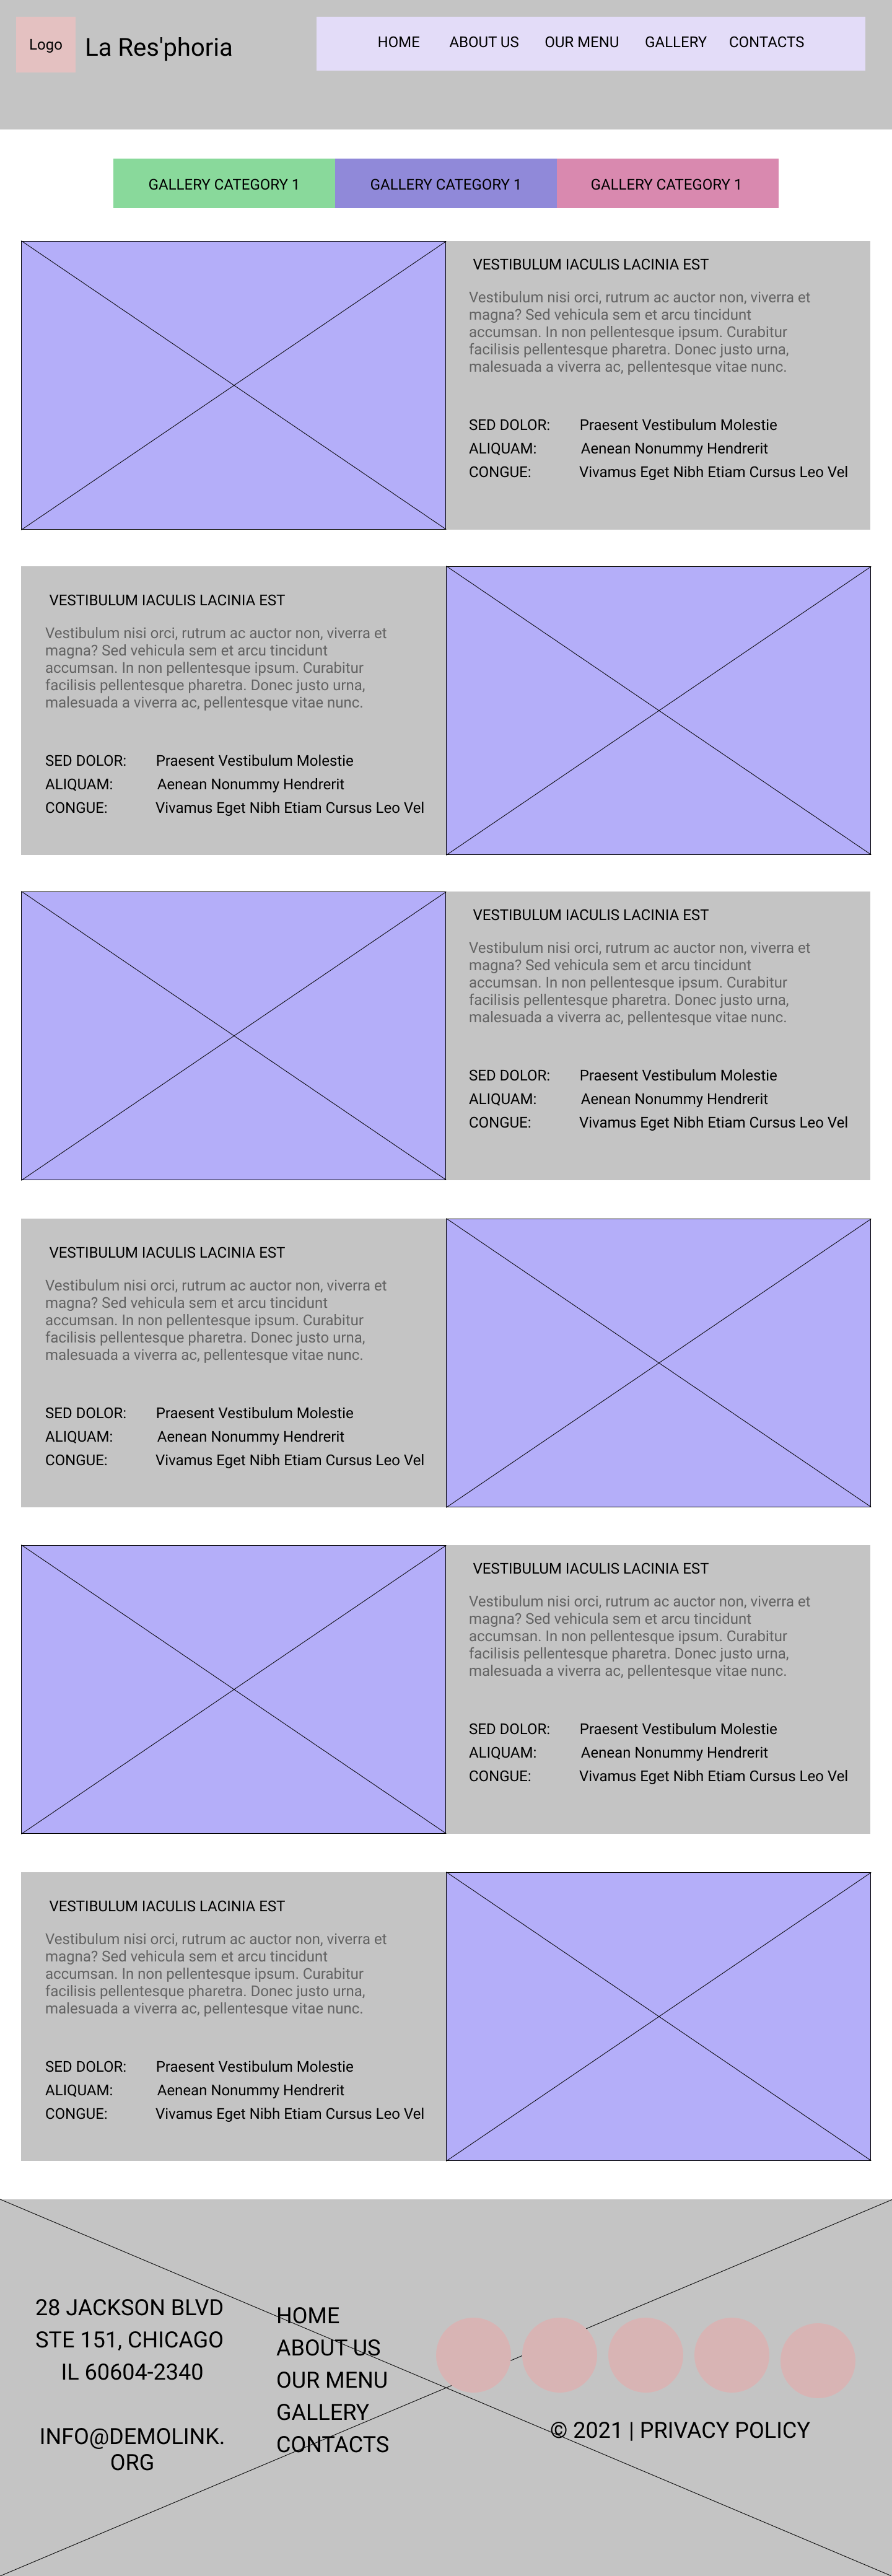 Logo
La Res'phoria
HOME ABOUT US OUR MENU GALLERY CONTACTS
GALLERY CATEGORY 1 GALLERY CATEGORY 1 GALLERY CATEGORY 1
VESTIBULUM IACULIS LACINIA EST
Vestibulum nisi orci, rutrum ac auctor non, viverra et
magna? Sed vehicula sem et arcu tincidunt
accumsan. In non pellentesque ipsum. Curabitur
facilisis pellentesque pharetra. Donec justo urna,
malesuada a viverra ac, pellentesque vitae nunc.
SED DOLOR: Praesent Vestibulum Molestie
ALIQUAM: Aenean Nonummy Hendrerit
CONGUE: Vivamus Eget Nibh Etiam Cursus Leo Vel
VESTIBULUM IACULIS LACINIA EST
Vestibulum nisi orci, rutrum ac auctor non, viverra et
magna? Sed vehicula sem et arcu tincidunt
accumsan. In non pellentesque ipsum. Curabitur
facilisis pellentesque pharetra. Donec justo urna,
malesuada a viverra ac, pellentesque vitae nunc.
SED DOLOR: Praesent Vestibulum Molestie
ALIQUAM: Aenean Nonummy Hendrerit
CONGUE: Vivamus Eget Nibh Etiam Cursus Leo Vel
VESTIBULUM IACULIS LACINIA EST
Vestibulum nisi orci, rutrum ac auctor non, viverra et
magna? Sed vehicula sem et arcu tincidunt
accumsan. In non pellentesque ipsum. Curabitur
facilisis pellentesque pharetra. Donec justo urna,
malesuada a viverra ac, pellentesque vitae nunc.
SED DOLOR: Praesent Vestibulum Molestie
ALIQUAM: Aenean Nonummy Hendrerit
CONGUE: Vivamus Eget Nibh Etiam Cursus Leo Vel
VESTIBULUM IACULIS LACINIA EST
Vestibulum nisi orci, rutrum ac auctor non, viverra et
magna? Sed vehicula sem et arcu tincidunt
accumsan. In non pellentesque ipsum. Curabitur
facilisis pellentesque pharetra. Donec justo urna,
malesuada a viverra ac, pellentesque vitae nunc.
SED DOLOR: Praesent Vestibulum Molestie
ALIQUAM: Aenean Nonummy Hendrerit
CONGUE: Vivamus Eget Nibh Etiam Cursus Leo Vel
VESTIBULUM IACULIS LACINIA EST
Vestibulum nisi orci, rutrum ac auctor non, viverra et
magna? Sed vehicula sem et arcu tincidunt
accumsan. In non pellentesque ipsum. Curabitur
facilisis pellentesque pharetra. Donec justo urna,
malesuada a viverra ac, pellentesque vitae nunc.
SED DOLOR: Praesent Vestibulum Molestie
ALIQUAM: Aenean Nonummy Hendrerit
CONGUE: Vivamus Eget Nibh Etiam Cursus Leo Vel
VESTIBULUM IACULIS LACINIA EST
Vestibulum nisi orci, rutrum ac auctor non, viverra et
magna? Sed vehicula sem et arcu tincidunt
accumsan. In non pellentesque ipsum. Curabitur
facilisis pellentesque pharetra. Donec justo urna,
malesuada a viverra ac, pellentesque vitae nunc.
SED DOLOR: Praesent Vestibulum Molestie
ALIQUAM: Aenean Nonummy Hendrerit
CONGUE: Vivamus Eget Nibh Etiam Cursus Leo Vel
28 JACKSON BLVD
STE 151, CHICAGO
IL 60604-2340
INFO@DEMOLINK.
ORG
HOME
ABOUT US
OUR MENU
GALLERY
CONTACTS
© 2021 | PRIVACY POLICY